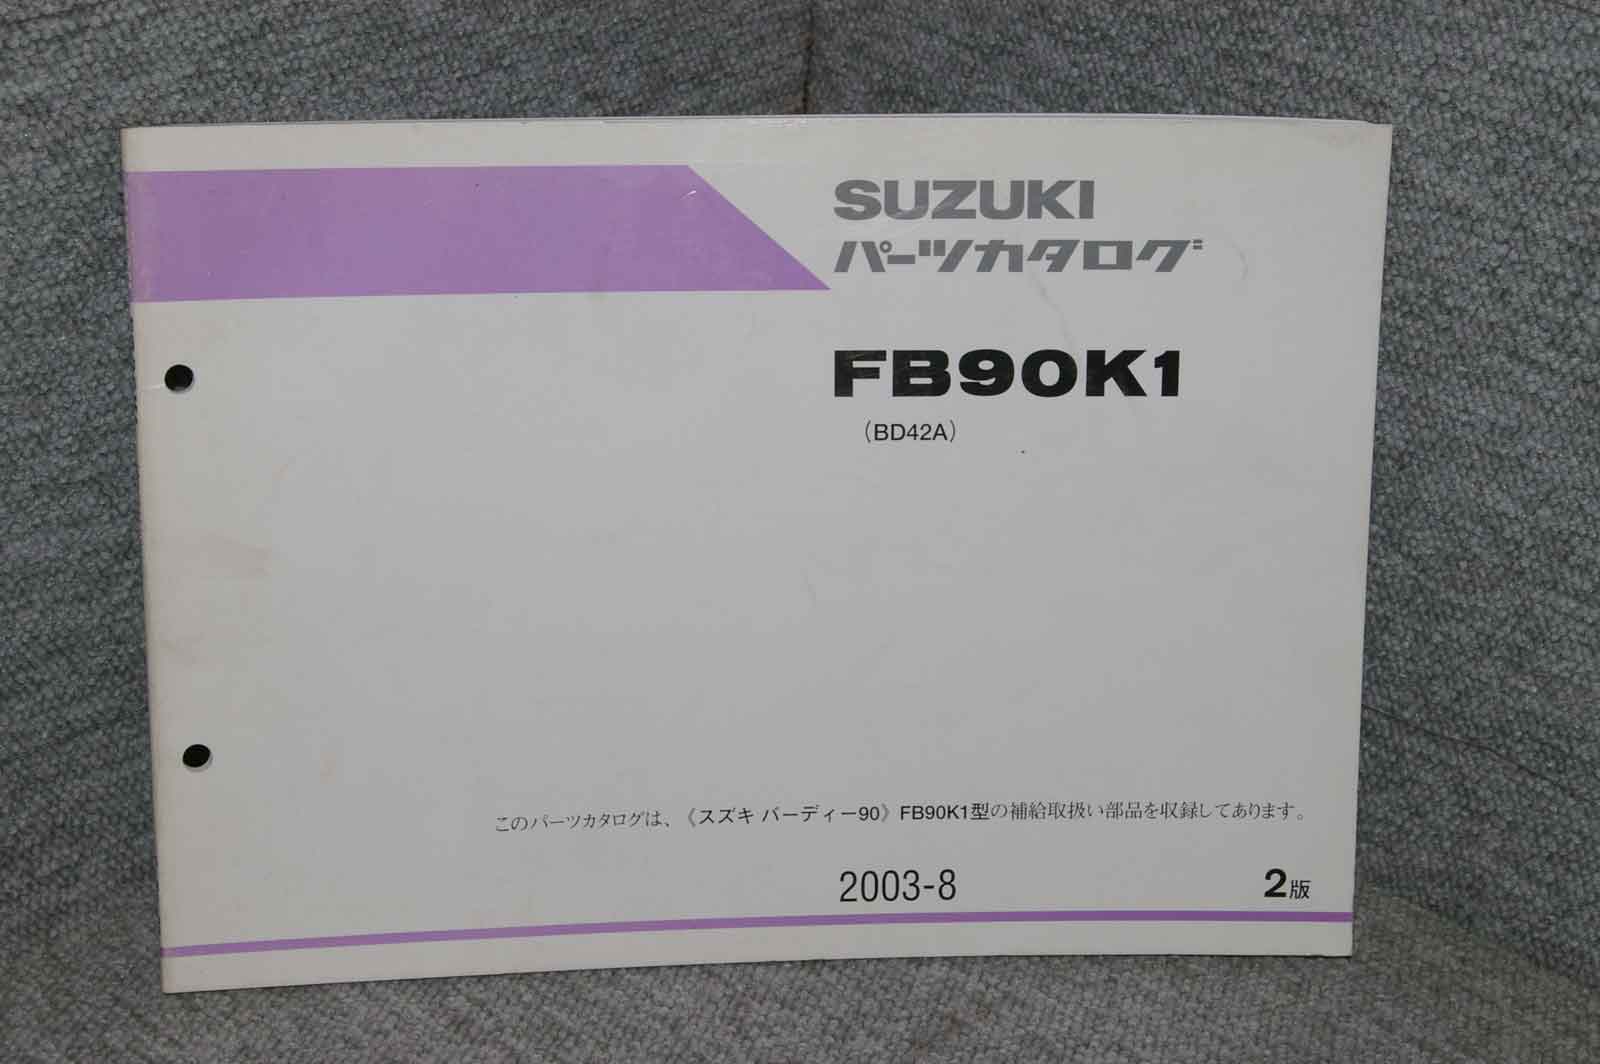 SUZUKI
パーツカタログ
FB90K1
（BD42A）
このパーツカタログは、《スズキ バーディー90》FB90K1型の補給取扱い部品を収録してあります。
2003-8
2版